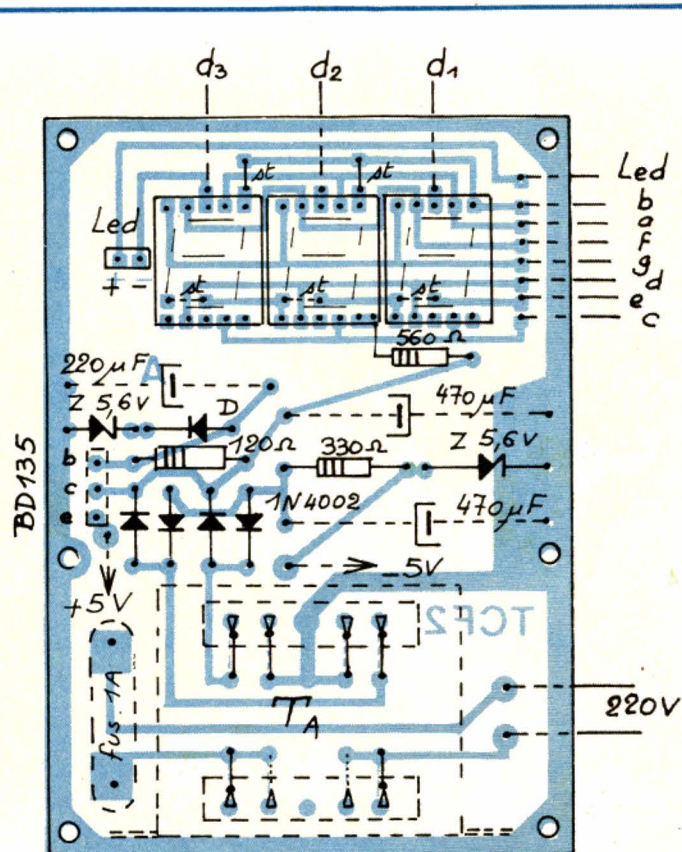 d3 d2 d1
Led
b
a
f
g
d
e
c
st st
Led
+ -
st st st
560 Ω
220 µF A
470 µF
Z 5,6V D
120 Ω 330 Ω Z 5,6V
BD135
b
c
e
1N4002 470 µF
+5V
-5V
TCF2
fus. 1A
TA
220V